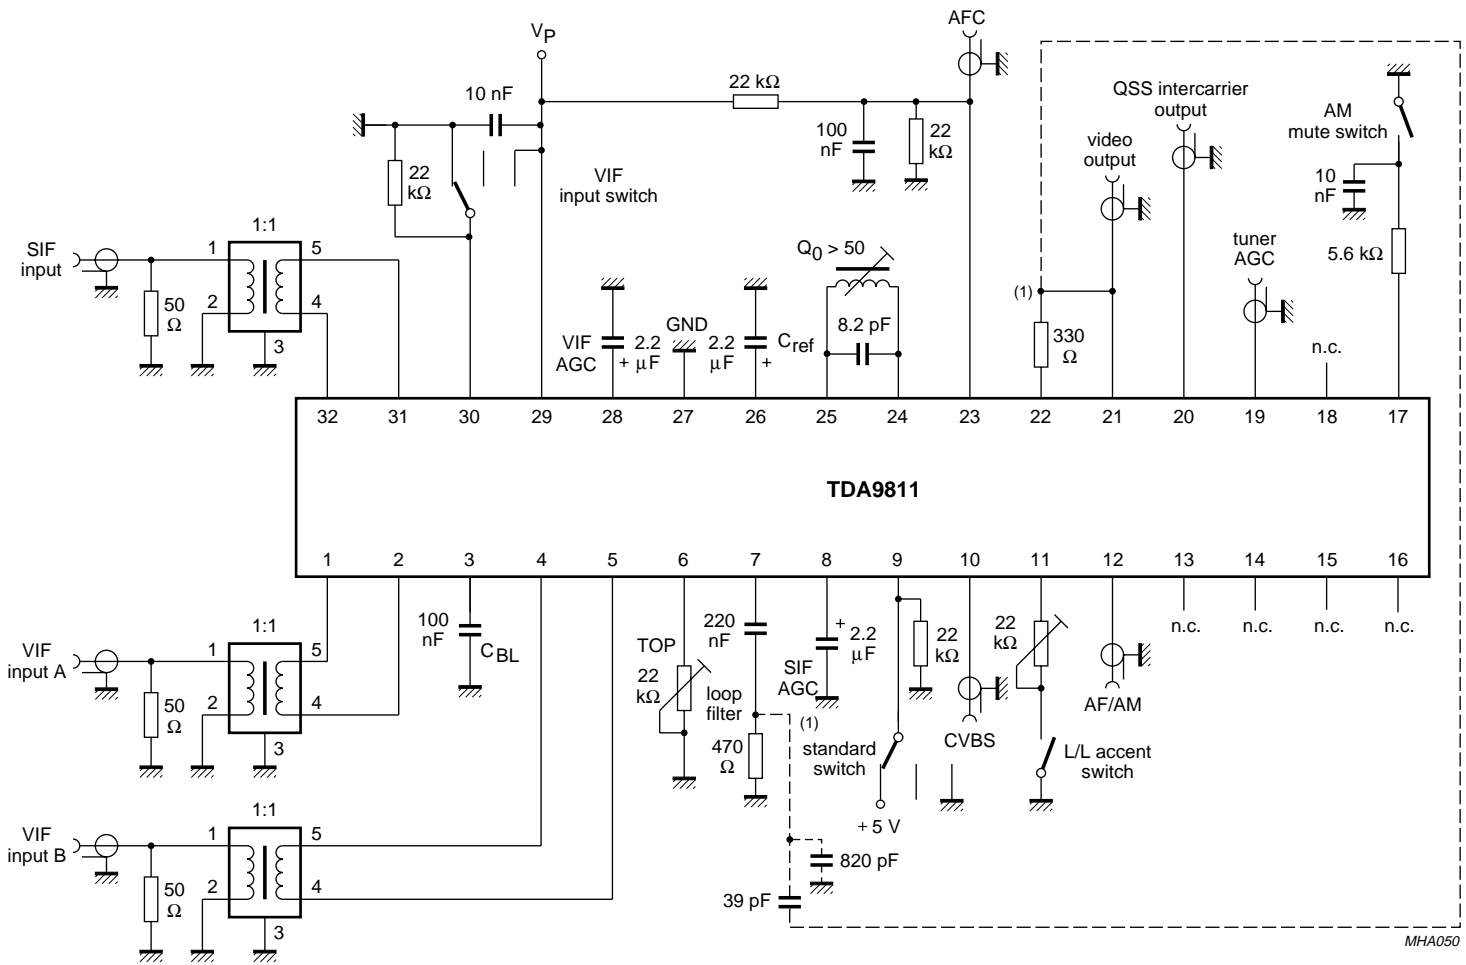 AFC
VP
22 kΩ
10 nF
22
kΩ
VIF
input switch
100
nF
22
kΩ
QSS intercarrier
output
video
output
AM
mute switch
10
nF
5.6 kΩ
tuner
AGC
n.c.
SIF
input
50
Ω
1:1
1
2
3
4
5
VIF
AGC
+ 2.2
μF
GND
2.2
μF
+
Cref
Q0 > 50
8.2 pF
(1)
330
Ω
32
31
30
29
28
27
26
25
24
23
22
21
20
19
18
17
TDA9811
1
2
3
4
5
6
7
8
9
10
11
12
13
14
15
16
VIF
input A
50
Ω
1:1
1
2
3
4
5
100
nF
CBL
TOP
22
kΩ
220
nF
loop
filter
470
Ω
(1)
SIF
AGC
+ 2.2
μF
22
kΩ
standard
switch
+ 5 V
CVBS
22
kΩ
L/L accent
switch
AF/AM
n.c.
n.c.
n.c.
n.c.
VIF
input B
50
Ω
1:1
1
2
3
4
5
820 pF
39 pF
MHA050